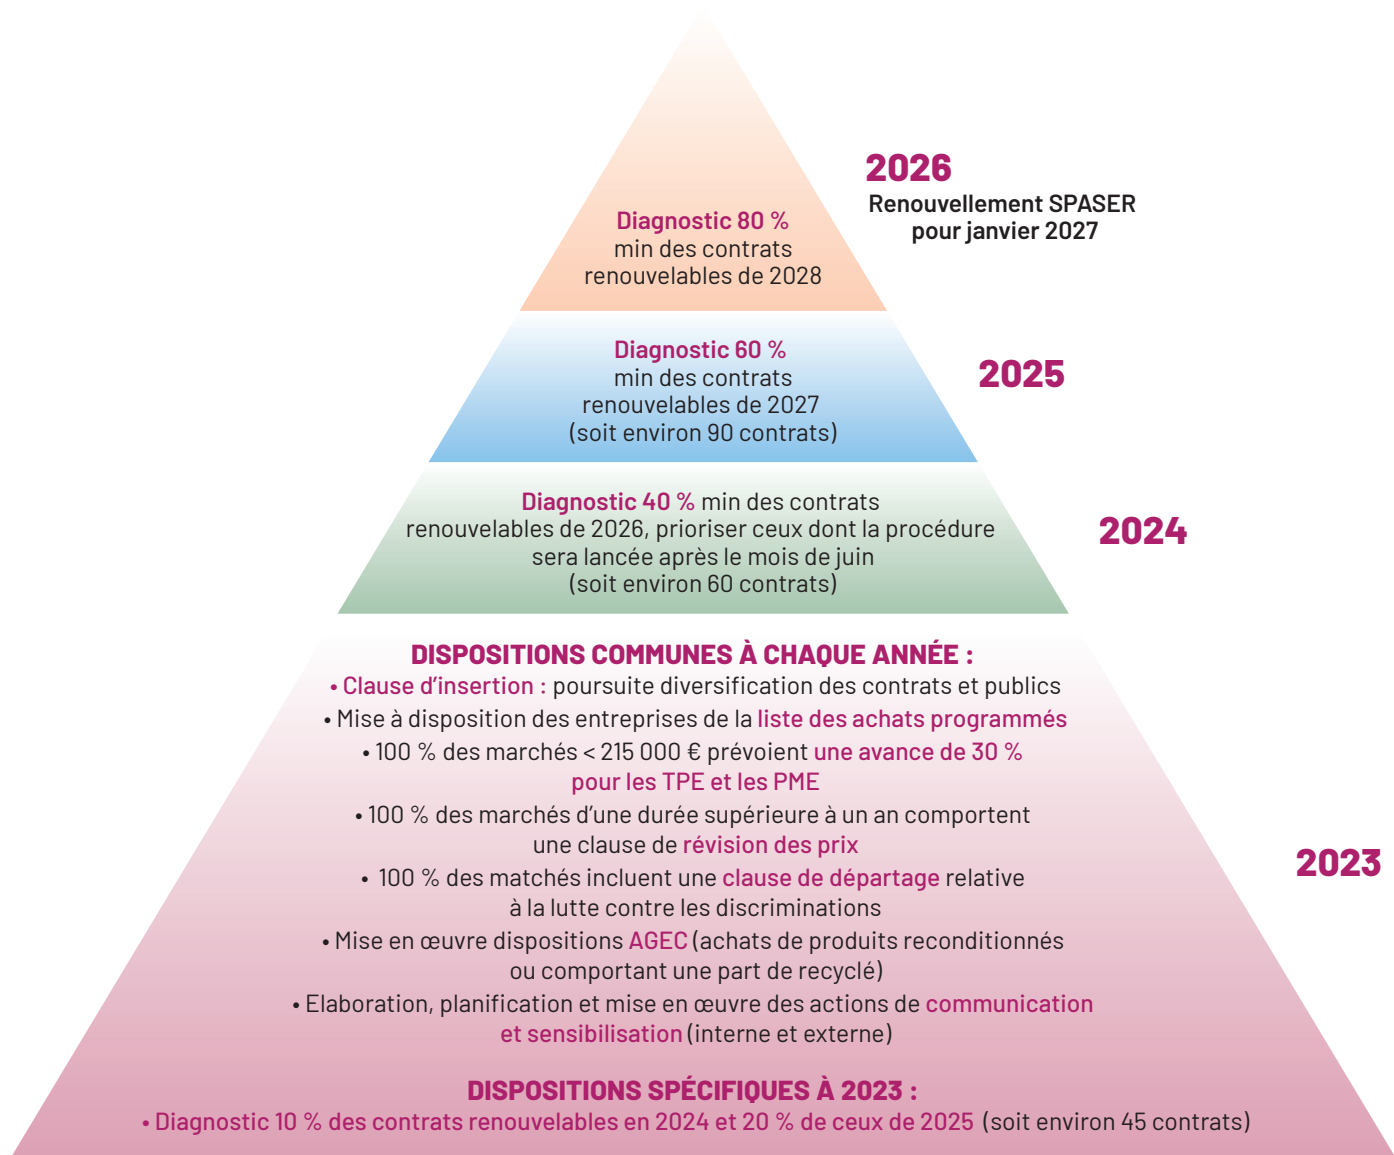 2026
Renouvellement SPASER
pour janvier 2027
Diagnostic 80 %
min des contrats
renouvelables de 2028
Diagnostic 60 %
min des contrats
renouvelables de 2027
(soit environ 90 contrats)
2025
Diagnostic 40 % min des contrats
renouvelables de 2026, prioriser ceux dont la procédure
sera lancée après le mois de juin
(soit environ 60 contrats)
2024
DISPOSITIONS COMMUNES À CHAQUE ANNÉE :
• Clause d’insertion : poursuite diversification des contrats et publics
• Mise à disposition des entreprises de la liste des achats programmés
• 100 % des marchés < 215 000 € prévoient une avance de 30 %
pour les TPE et les PME
• 100 % des marchés d’une durée supérieure à un an comportent
une clause de révision des prix
• 100 % des matchés incluent une clause de départage relative
à la lutte contre les discriminations
• Mise en œuvre dispositions AGEC (achats de produits reconditionnés
ou comportant une part de recyclé)
• Elaboration, planification et mise en œuvre des actions de communication
et sensibilisation (interne et externe)
2023
DISPOSITIONS SPÉCIFIQUES À 2023 :
• Diagnostic 10 % des contrats renouvelables en 2024 et 20 % de ceux de 2025 (soit environ 45 contrats)